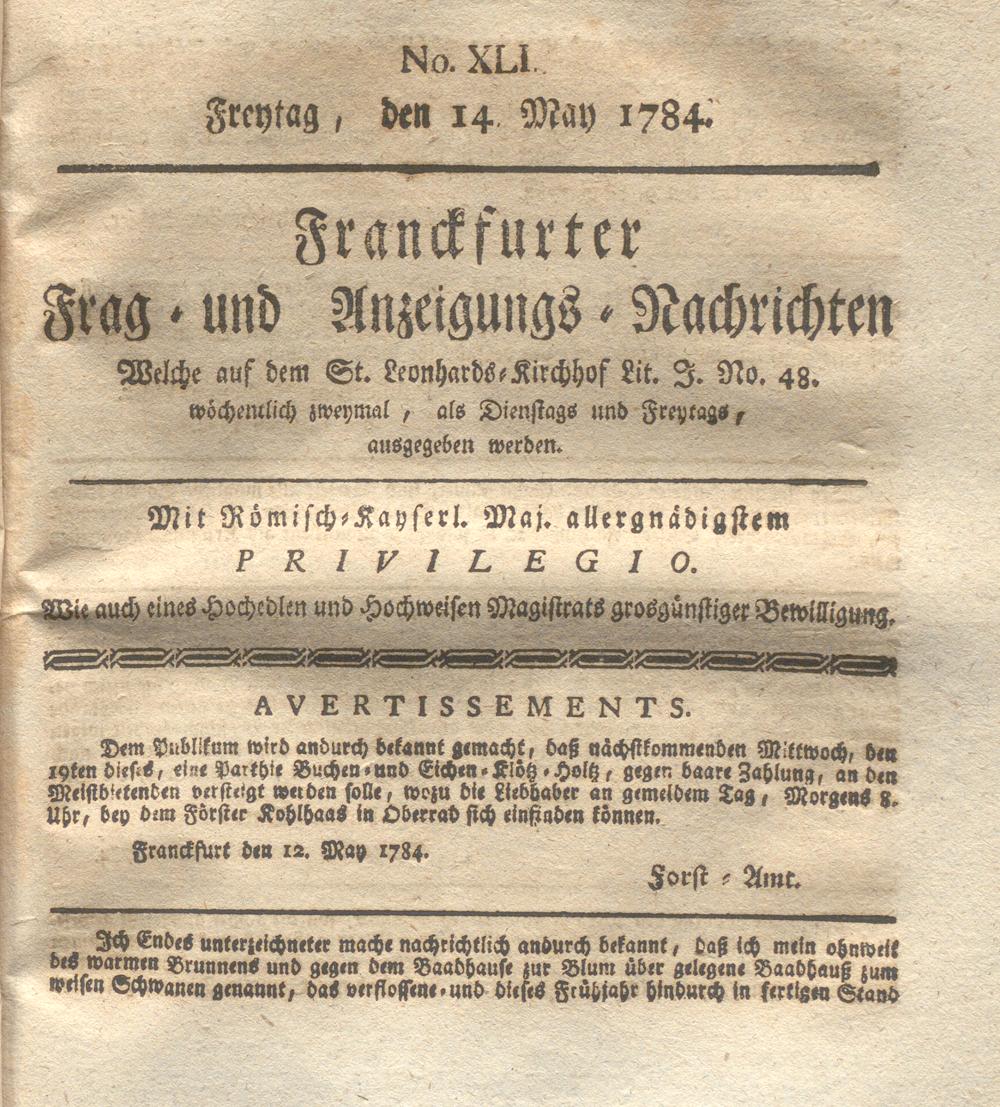 No. XLI.
Freytag, den 14. May 1784.
Franckfurter
Frag- und Anzeigungs-Nachrichten
Welche auf dem St. Leonhards-Kirchhof Lit. J. No. 48.
wöchentlich zweymal, als Dienstags und Freytags,
ausgegeben werden.
Mit Römisch-Kayserl. Maj. allergnädigstem
PRIVILEGIO.
Wie auch eines Hochedlen und Hochweisen Magistrats grosgünstiger Bewilligung.
AVERTISSEMENTS.
Dem Publikum wird andurch bekannt gemacht, daß nächstkommenden Mittwoch, den
19ten dieses, eine Parthie Buchen- und Eichen-Klötz-Holtz, gegen baare Zahlung, an den
Meistbietenden versteigt werden solle, wozu die Liebhaber an gemeldem Tag, Morgens 8.
Uhr, bey dem Förster Kohlhaas in Oberrad sich einfinden können.
Franckfurt den 12. May 1784.
Forst-Amt.
Ich Endes unterzeichneter mache nachrichtlich andurch bekannt, daß ich mein ohnweit
des warmen Brunnens und gegen dem Baadhause zur Blum über gelegene Baadhauß zum
weisen Schwanen genannt, das verflossene- und dieses Frühjahr hindurch in fertigen Stand